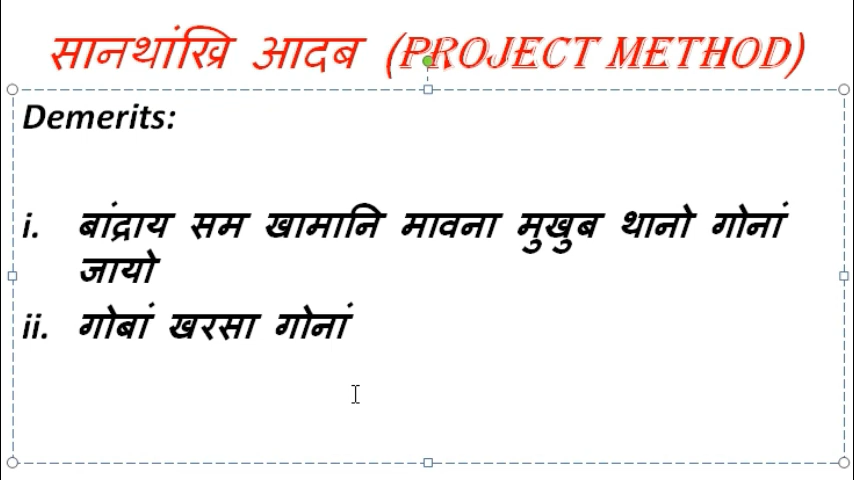 सानथांख्रि आदब (PROJECT METHOD)
Demerits:
i. बांद्राय सम खामानि मावना मुखुब थानो गोनां
जायो
ii. गोबां खरसा गोनां